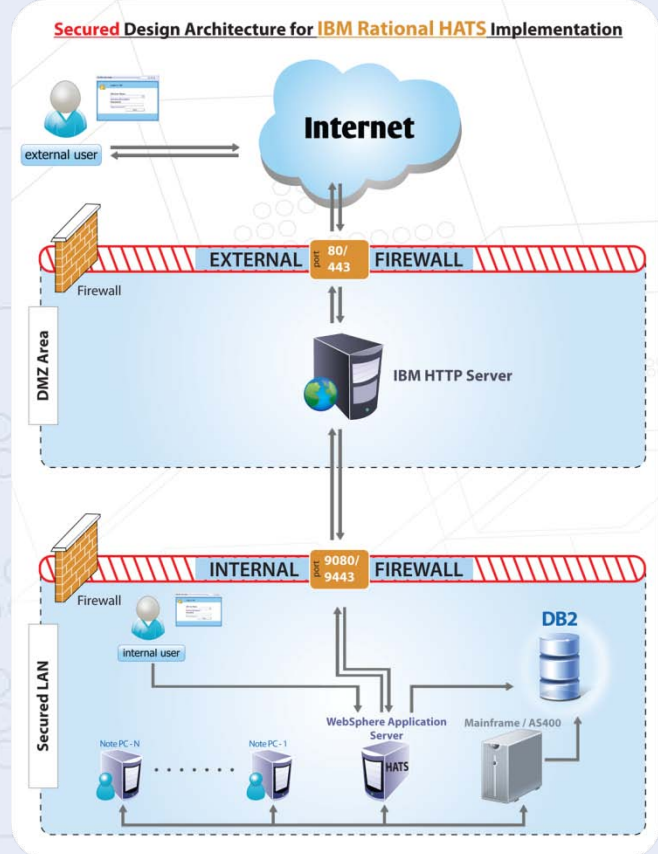 Secured Design Architecture for IBM Rational HATS Implementation
Internet
external user
EXTERNAL port 80/ 443 FIREWALL
Firewall
DMZ Area
IBM HTTP Server
INTERNAL port 9080/ 9443 FIREWALL
Firewall
Secured LAN
internal user
DB2
WebSphere Application
Server
Mainframe / AS400
Note PC - N
Note PC - 1
HATS